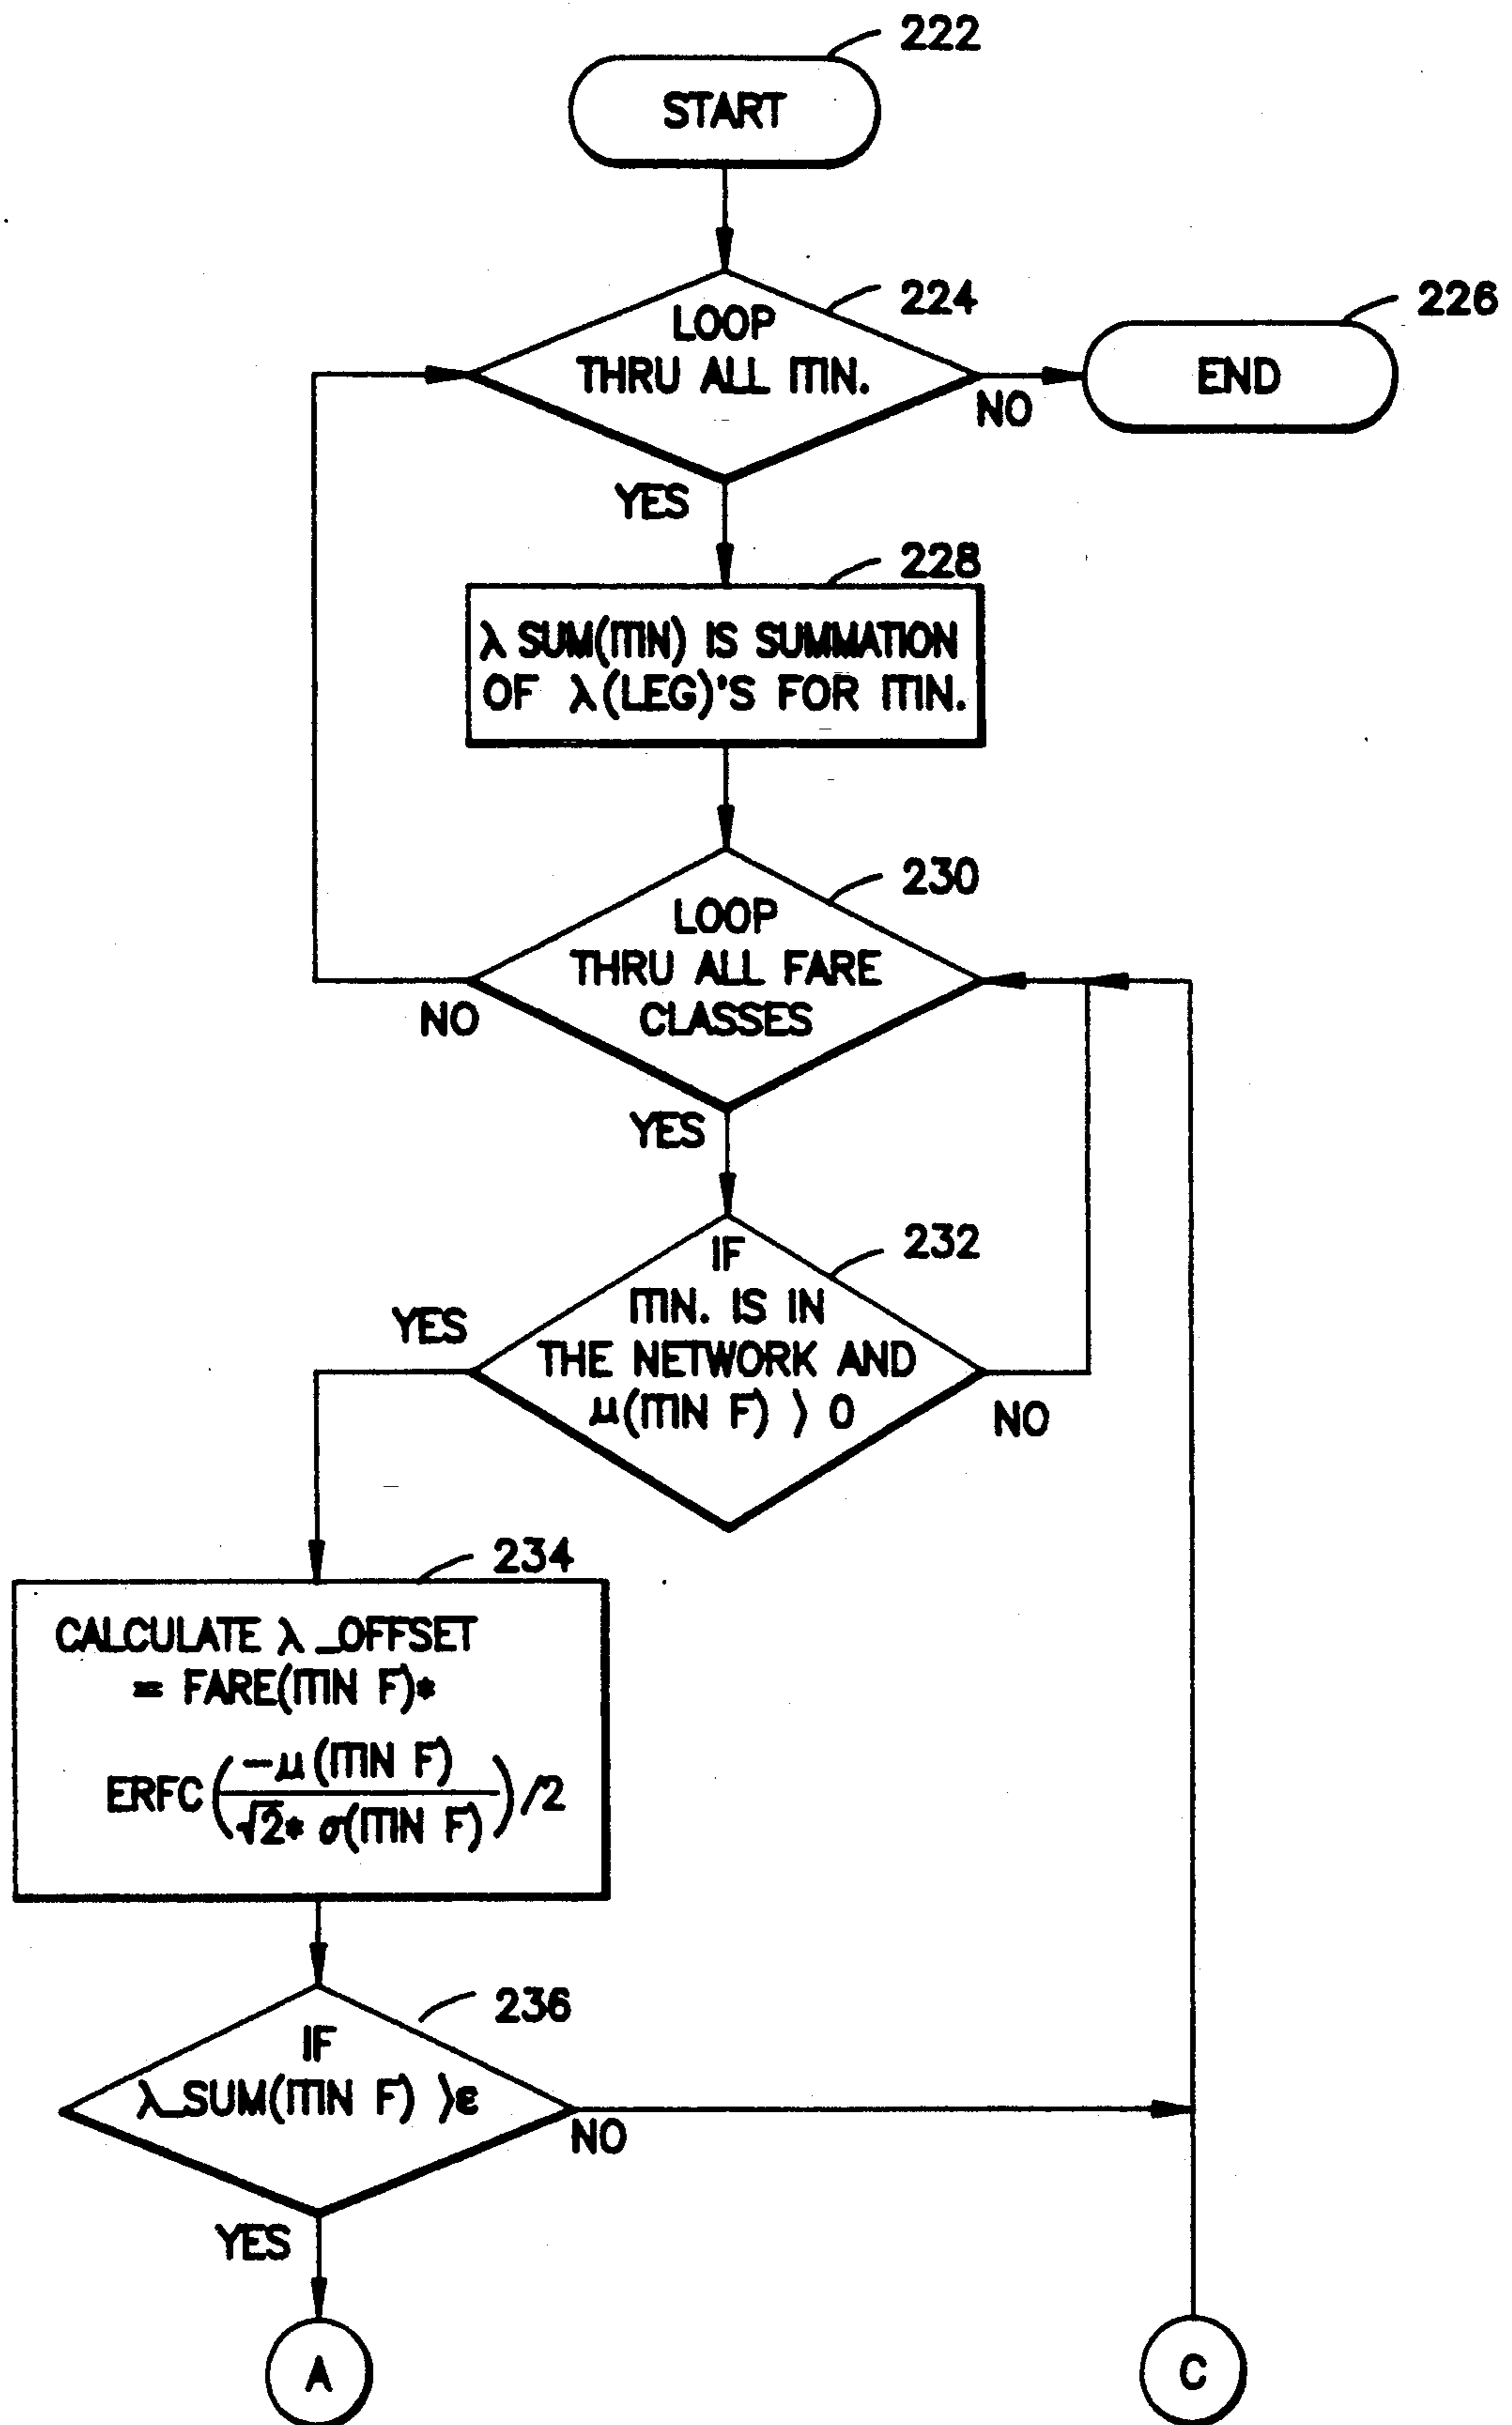 222
START
224
LOOP
THRU ALL ITIN.
226
END
NO
YES
228
λ SUM(ITIN) IS SUMMATION
OF λ(LEG)'S FOR ITIN.
230
LOOP
THRU ALL FARE
CLASSES
NO
YES
232
IF
ITIN. IS IN
THE NETWORK AND
μ(ITIN F) > 0
YES
NO
234
CALCULATE λ_OFFSET
= FARE(ITIN F)*
ERFC(-μ(ITIN F)/√2* σ(ITIN F))/2
236
IF
λ_SUM(ITIN F) >ε
NO
YES
A
C